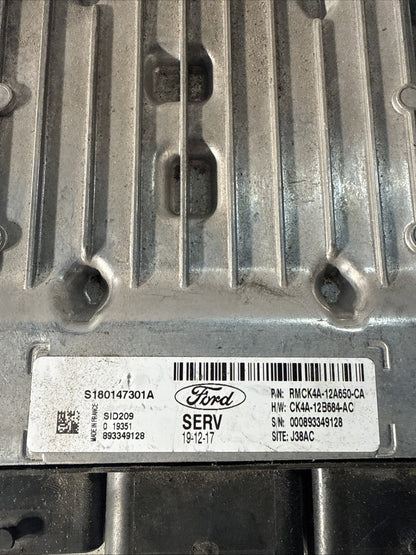 S180147301A
SID209
D 19351
893349128
MADE IN FRANCE
Ford
SERV
19-12-17
P/N: RMCK4A-12A650-CA
H/W: CK4A-12B684-AC
S/N: 000893349128
SITE: J38AC